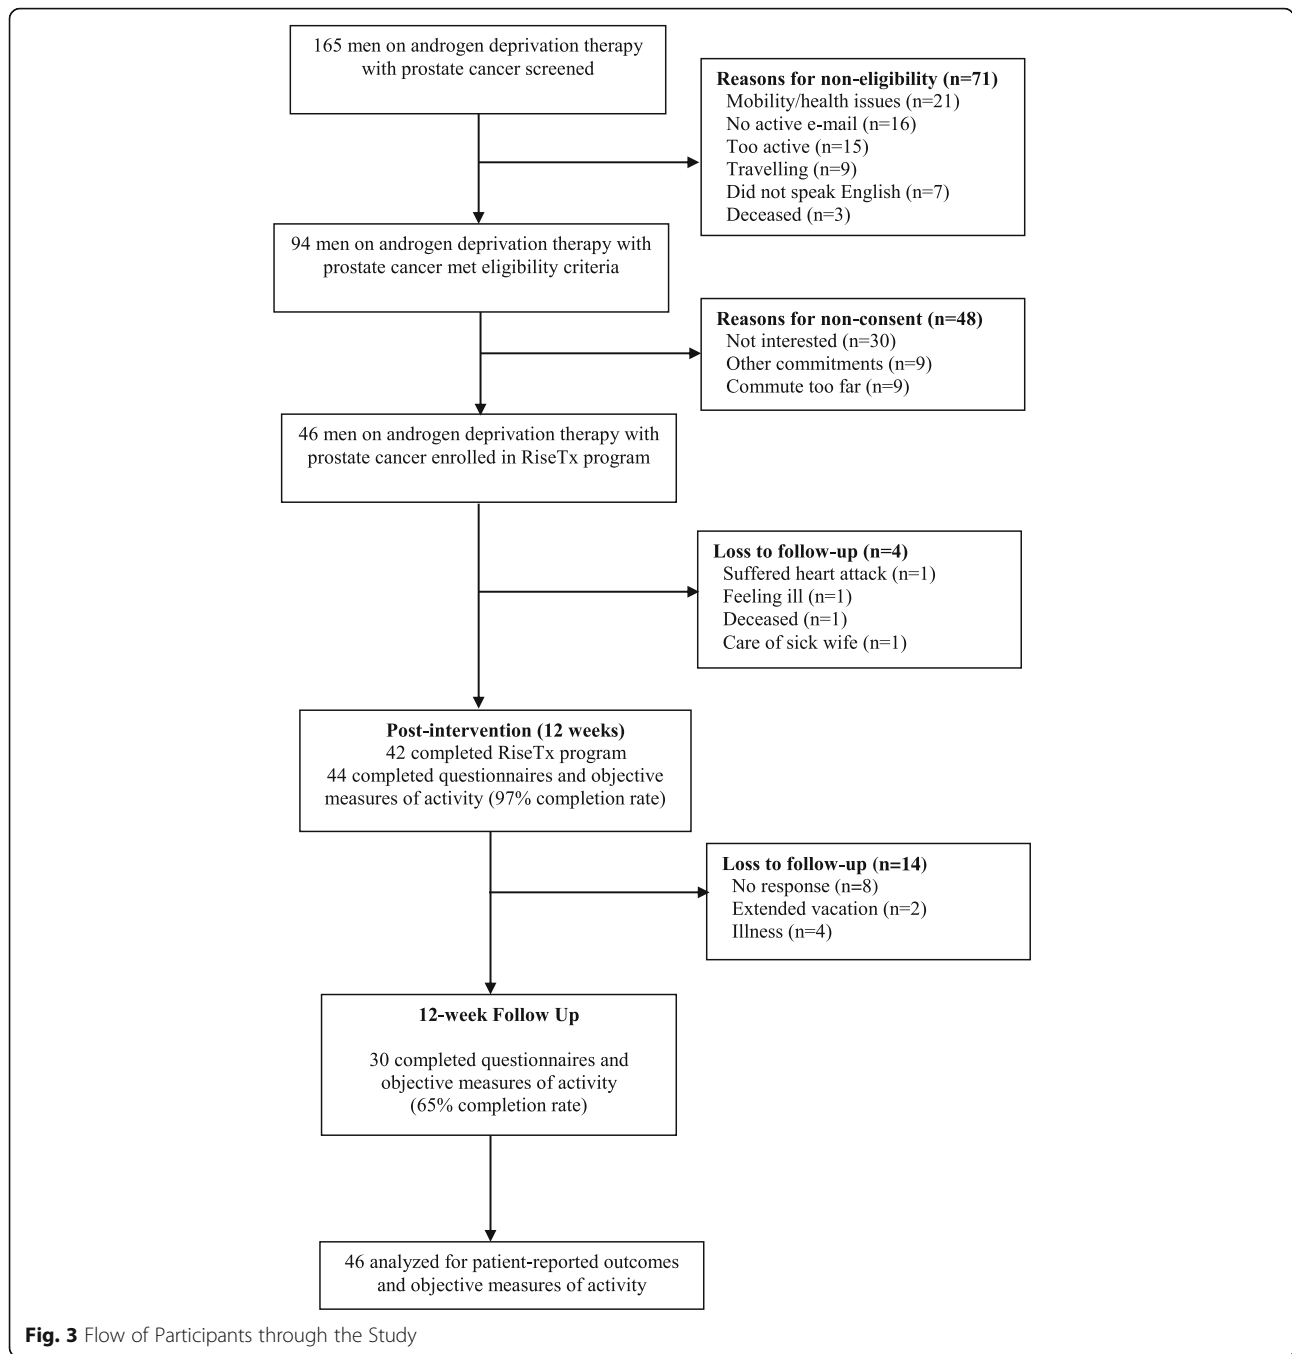 165 men on androgen deprivation therapy
with prostate cancer screened
Reasons for non-eligibility (n=71)
Mobility/health issues (n=21)
No active e-mail (n=16)
Too active (n=15)
Travelling (n=9)
Did not speak English (n=7)
Deceased (n=3)
94 men on androgen deprivation therapy with
prostate cancer met eligibility criteria
Reasons for non-consent (n=48)
Not interested (n=30)
Other commitments (n=9)
Commute too far (n=9)
46 men on androgen deprivation therapy with
prostate cancer enrolled in RiseTx program
Loss to follow-up (n=4)
Suffered heart attack (n=1)
Feeling ill (n=1)
Deceased (n=1)
Care of sick wife (n=1)
Post-intervention (12 weeks)
42 completed RiseTx program
44 completed questionnaires and objective
measures of activity (97% completion rate)
Loss to follow-up (n=14)
No response (n=8)
Extended vacation (n=2)
Illness (n=4)
12-week Follow Up
30 completed questionnaires and
objective measures of activity
(65% completion rate)
46 analyzed for patient-reported outcomes
and objective measures of activity
Fig. 3 Flow of Participants through the Study